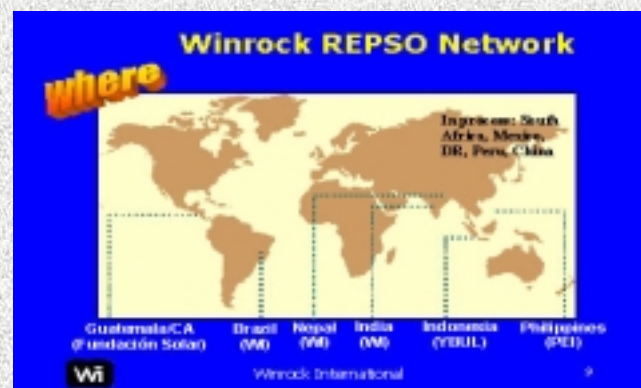 Winrock REPSO Network
where
In process: South
Africa, Mexico,
DR, Peru, China
Guatemala/CA
(Fundación Solar)
Brazil
(WI)
Nepal
(WI)
India
(WI)
Indonesia
(YBUL)
Philippines
(PEI)
Wi
Winrock International
9